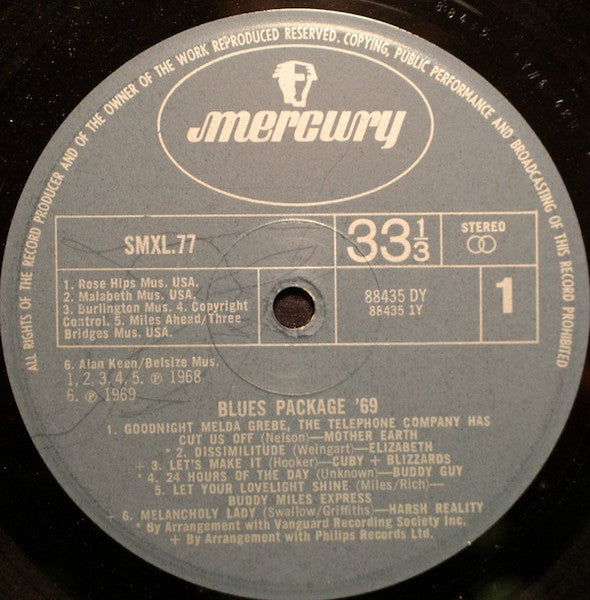 ALL RIGHTS OF THE RECORD PRODUCER AND OF THE OWNER OF THE WORK REPRODUCED RESERVED. COPYING, PUBLIC PERFORMANCE AND BROADCASTING OF THIS RECORD PROHIBITED
mercury
SMXL.77
33 1/3
STEREO
1. Rose Hips Mus. USA.
2. Malabeth Mus. USA.
3. Burlington Mus. 4. Copyright
Control. 5. Miles Ahead/Three
Bridges Mus. USA.
88435 DY
88435 1Y
1
6. Alan Keen/Belsize Mus.
1, 2, 3, 4, 5. ℗ 1968
6. ℗ 1969
BLUES PACKAGE '69
1. GOODNIGHT MELDA GREBE, THE TELEPHONE COMPANY HAS
CUT US OFF (Nelson)—MOTHER EARTH
* 2. DISSIMILITUDE (Weingart)—ELIZABETH
+ 3. LET'S MAKE IT (Hooker)—CUBY + BLIZZARDS
* 4. 24 HOURS OF THE DAY (Unknown)—BUDDY GUY
5. LET YOUR LOVELIGHT SHINE (Miles/Rich)—
BUDDY MILES EXPRESS
+ 6. MELANCHOLY LADY (Swallow/Griffiths)—HARSH REALITY
* By Arrangement with Vanguard Recording Society Inc.
+ By Arrangement with Philips Records Ltd.